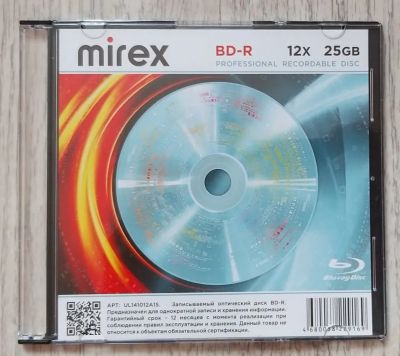 mirex
BD-R 12X 25GB
PROFESSIONAL RECORDABLE DISC
Blu-ray Disc
АРТ: UL141012A1S. Записываемый оптический диск BD-R.
Предназначен для однократной записи и хранения информации.
Гарантийный срок - 12 месяцев с момента реализации при
соблюдении правил эксплуатации и хранения. Данный товар не
относится к объектам обязательной сертификации.